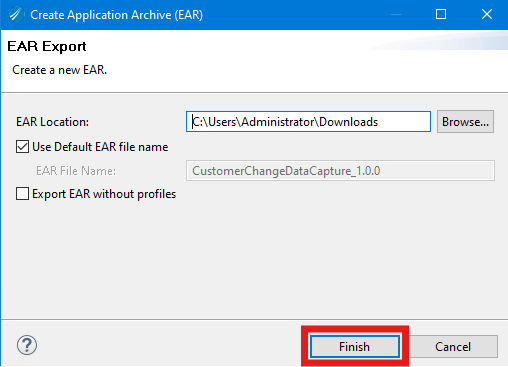 Create Application Archive (EAR)
EAR Export
Create a new EAR.
EAR Location: C:\Users\Administrator\Downloads Browse...
Use Default EAR file name
EAR File Name: CustomerChangeDataCapture_1.0.0
Export EAR without profiles
? Finish Cancel